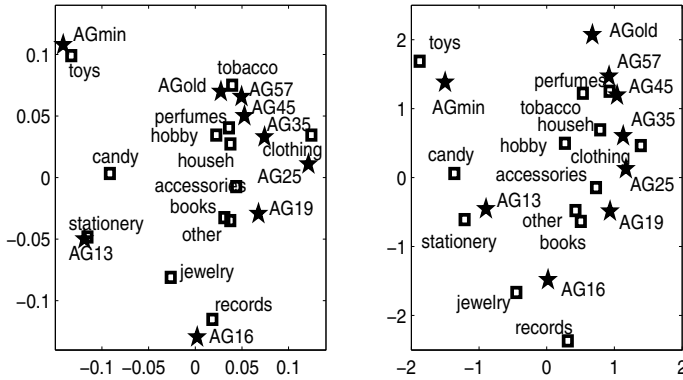 0.1
0.05
0
−0.05
−0.1
−0.1 −0.05 0 0.05 0.1
AGmin
toys
tobacco
AGold
AG57
AG45
perfumes
AG35
hobby
househ
clothing
candy
AG25
accessories
books
AG19
stationery
other
AG13
jewelry
records
AG16
2
1
0
−1
−2
−2 −1 0 1 2
AGold
toys
AG57
AGmin
perfumes
AG45
tobacco
househ
AG35
hobby
clothing
candy
accessories
AG25
AG13
other
AG19
stationery
books
AG16
jewelry
records